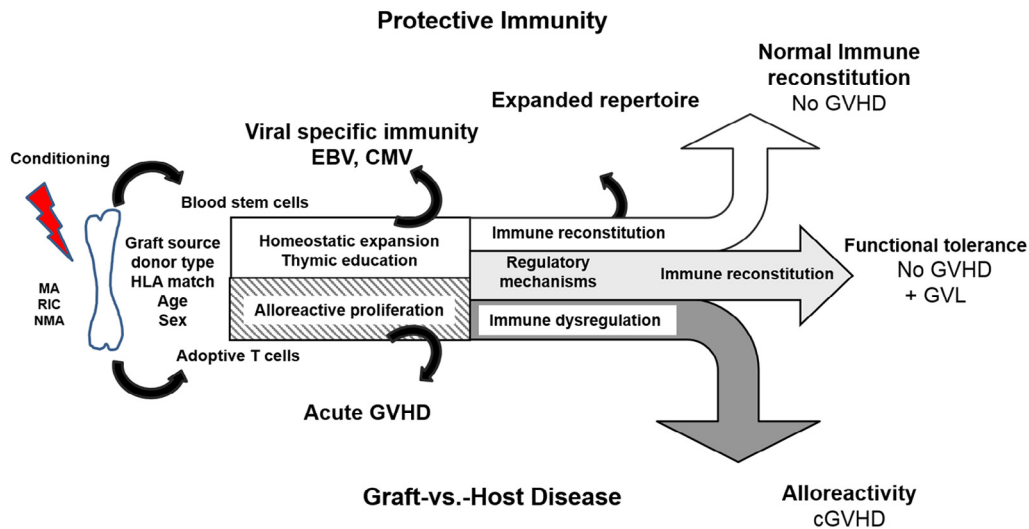 Protective Immunity
Normal Immune
reconstitution
No GVHD
Expanded repertoire
Viral specific immunity
EBV, CMV
Conditioning
Blood stem cells
Graft source
donor type
HLA match
Age
Sex
MA
RIC
NMA
Adoptive T cells
Homeostatic expansion
Thymic education
Alloreactive proliferation
Immune reconstitution
Regulatory
mechanisms
Immune reconstitution
Immune dysregulation
Functional tolerance
No GVHD
+ GVL
Acute GVHD
Graft-vs.-Host Disease
Alloreactivity
cGVHD